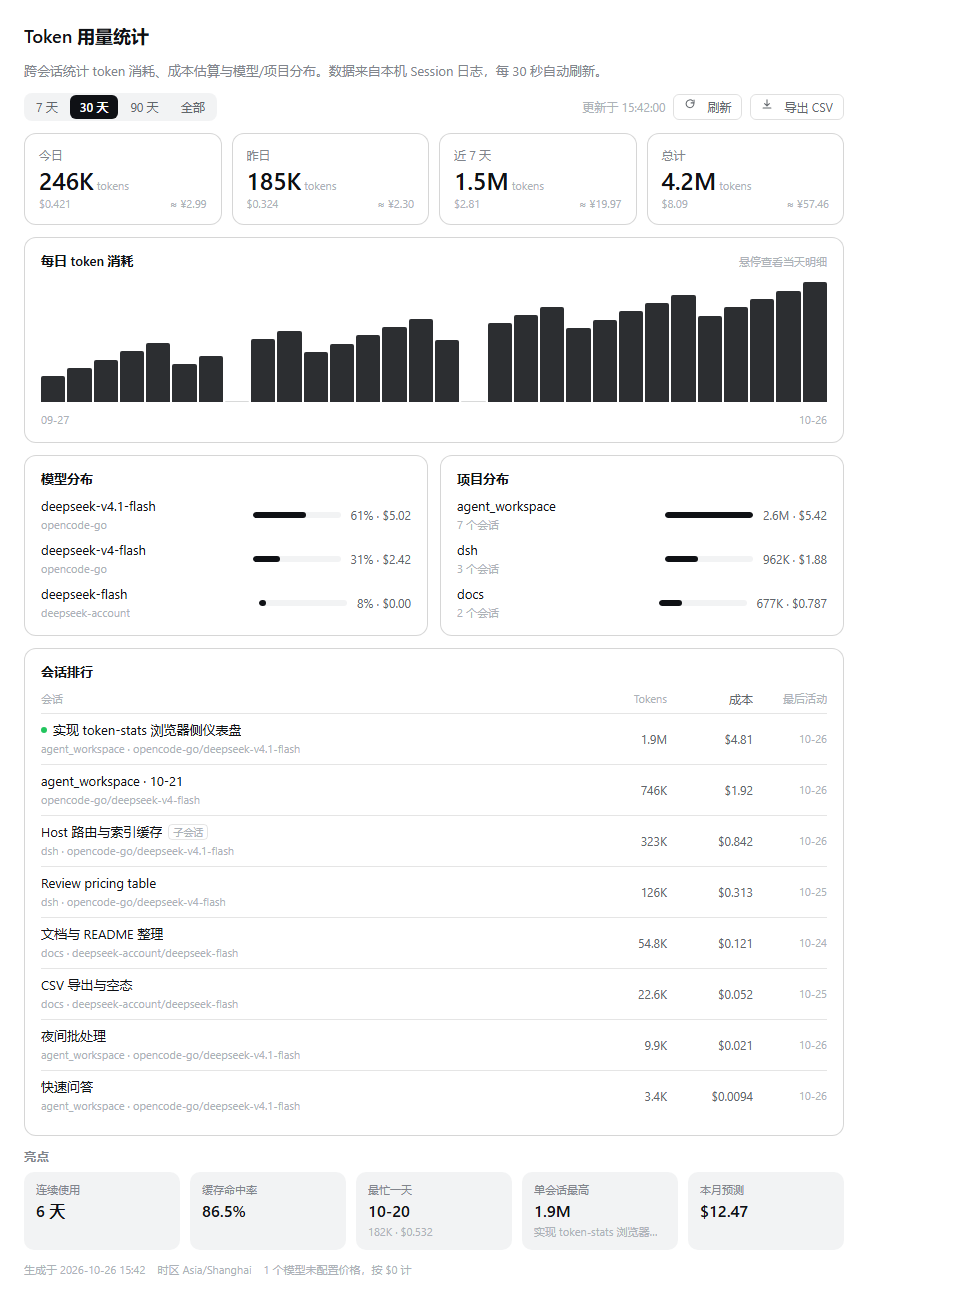 Token 用量统计
跨会话统计 token 消耗、成本估算与模型/项目分布。数据来自本机 Session 日志，每 30 秒自动刷新。
7 天 30 天 90 天 全部 更新于 15:42:00 刷新 导出 CSV
今日 昨日 近 7 天 总计
246K tokens 185K tokens 1.5M tokens 4.2M tokens
$0.421 ≈ ¥2.99 $0.324 ≈ ¥2.30 $2.81 ≈ ¥19.97 $8.09 ≈ ¥57.46
每日 token 消耗 悬停查看当天明细
09-27 10-26
模型分布
deepseek-v4.1-flash
opencode-go 61% · $5.02
deepseek-v4-flash
opencode-go 31% · $2.42
deepseek-flash
deepseek-account 8% · $0.00
项目分布
agent_workspace
7 个会话 2.6M · $5.42
dsh
3 个会话 962K · $1.88
docs
2 个会话 677K · $0.787
会话排行
会话 Tokens 成本 最后活动
实现 token-stats 浏览器侧仪表盘
agent_workspace · opencode-go/deepseek-v4.1-flash 1.9M $4.81 10-26
agent_workspace · 10-21
opencode-go/deepseek-v4-flash 746K $1.92 10-26
Host 路由与索引缓存 子会话
dsh · opencode-go/deepseek-v4.1-flash 323K $0.842 10-26
Review pricing table
dsh · opencode-go/deepseek-v4-flash 126K $0.313 10-25
文档与 README 整理
docs · deepseek-account/deepseek-flash 54.8K $0.121 10-24
CSV 导出与空态
docs · deepseek-account/deepseek-flash 22.6K $0.052 10-25
夜间批处理
agent_workspace · opencode-go/deepseek-v4.1-flash 9.9K $0.021 10-26
快速问答
agent_workspace · opencode-go/deepseek-v4.1-flash 3.4K $0.0094 10-26
亮点
连续使用 缓存命中率 最忙一天 单会话最高 本月预测
6 天 86.5% 10-20 1.9M $12.47
182K · $0.532 实现 token-stats 浏览器...
生成于 2026-10-26 15:42 时区 Asia/Shanghai 1 个模型未配置价格，按 $0 计